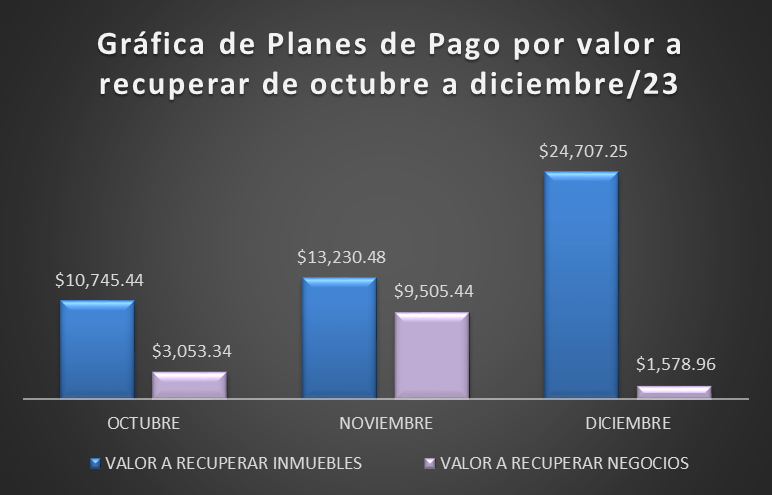 Gráfica de Planes de Pago por valor a
recuperar de octubre a diciembre/23
$24,707.25
$13,230.48
$10,745.44
$9,505.44
$3,053.34
$1,578.96
OCTUBRE
NOVIEMBRE
DICIEMBRE
VALOR A RECUPERAR INMUEBLES
VALOR A RECUPERAR NEGOCIOS